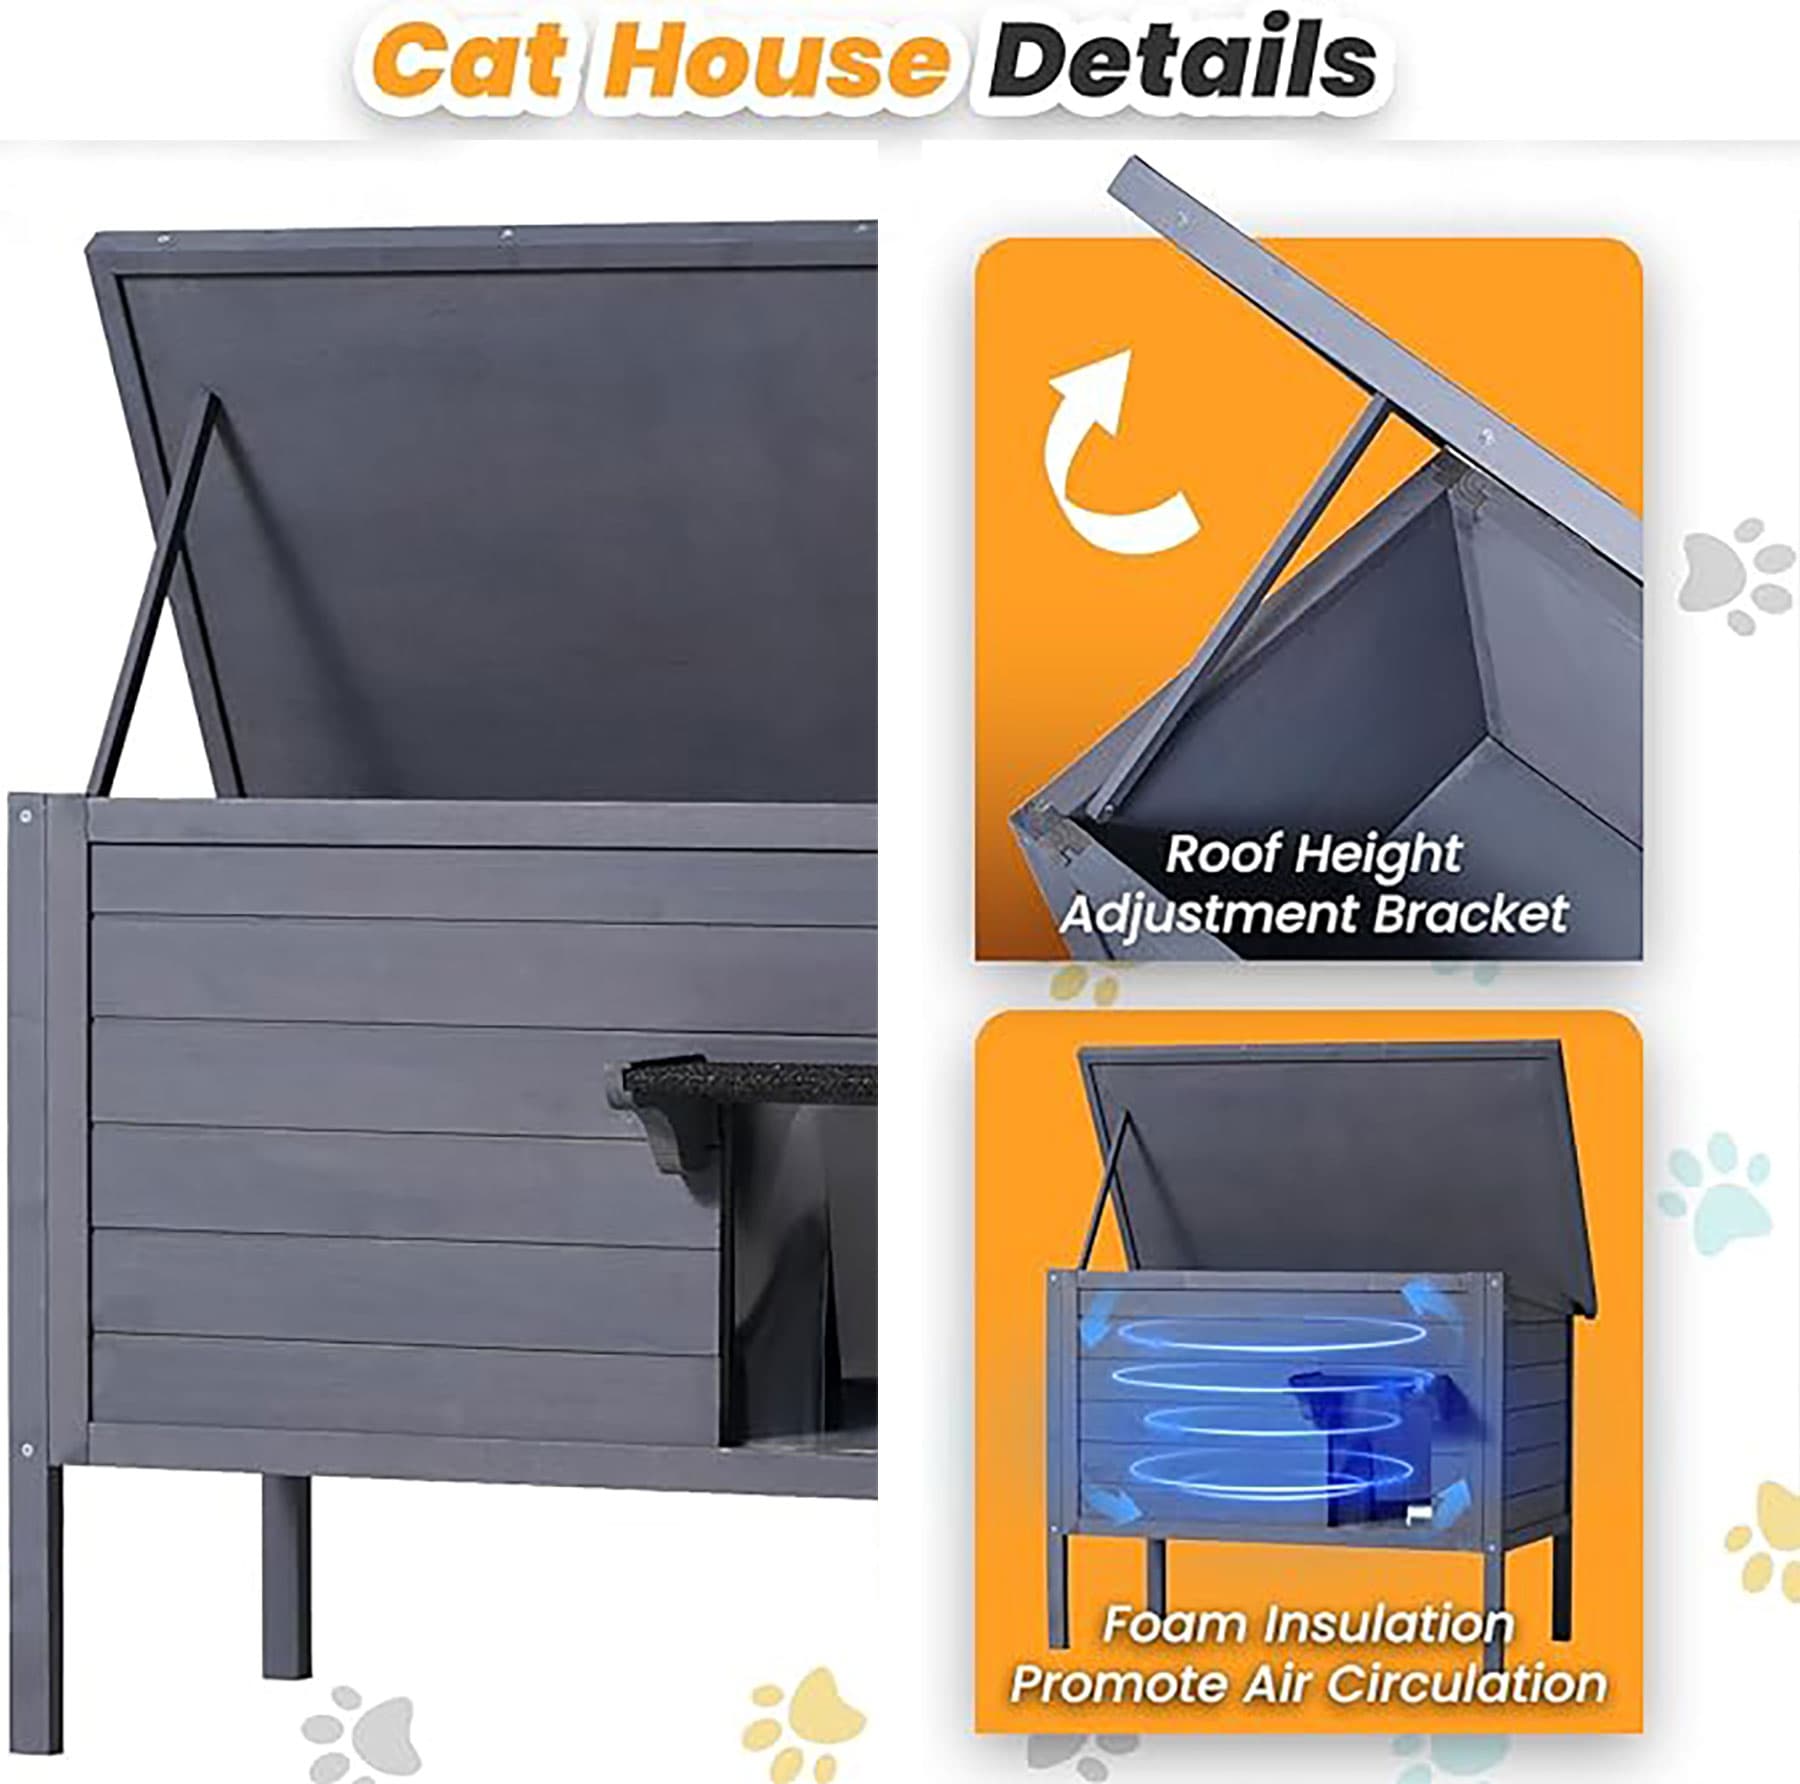 Cat House Details
Roof Height
Adjustment Bracket
Foam Insulation
Promote Air Circulation